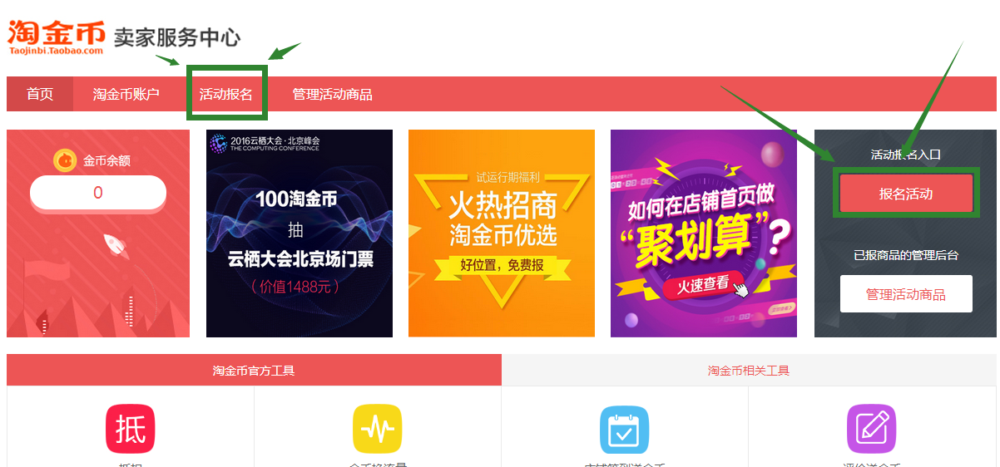 淘金币 卖家服务中心
Taojinbi.Taobao.com
首页 淘金币账户 活动报名 管理活动商品
金币余额
0
2016云栖大会·北京峰会
THE COMPUTING CONFERENCE
100淘金币
抽
云栖大会北京场门票
(价值1488元)
试运行期福利
火热招商
淘金币优选
好位置，免费报
如何在店铺首页做
“聚划算”?
火速查看
活动报名入口
报名活动
已报商品的管理后台
管理活动商品
淘金币官方工具 淘金币相关工具
抵